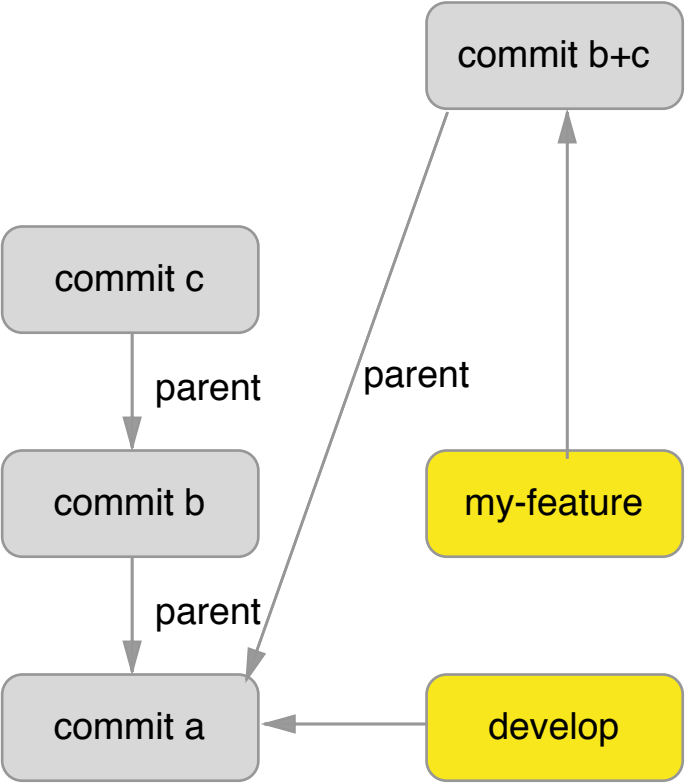 commit b+c
commit c
parent
parent
commit b
my-feature
parent
commit a
develop